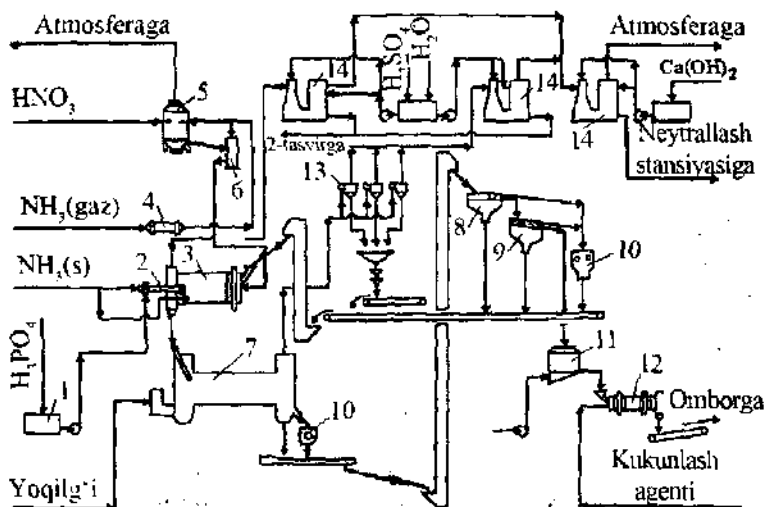 Atmosferaga
HNO₃
5
6
NH₃(gaz)
4
NH₃(s)
2
3
H₃PO₄
1
7
10
Yoqilg‘i
14
H₂SO₄
H₂O
14
Atmosferaga
Ca(OH)₂
14
Neytrallash
stansiyasiga
2-tasvirga
13
8
9
10
11
12
Omborga
Kukunlash
agenti